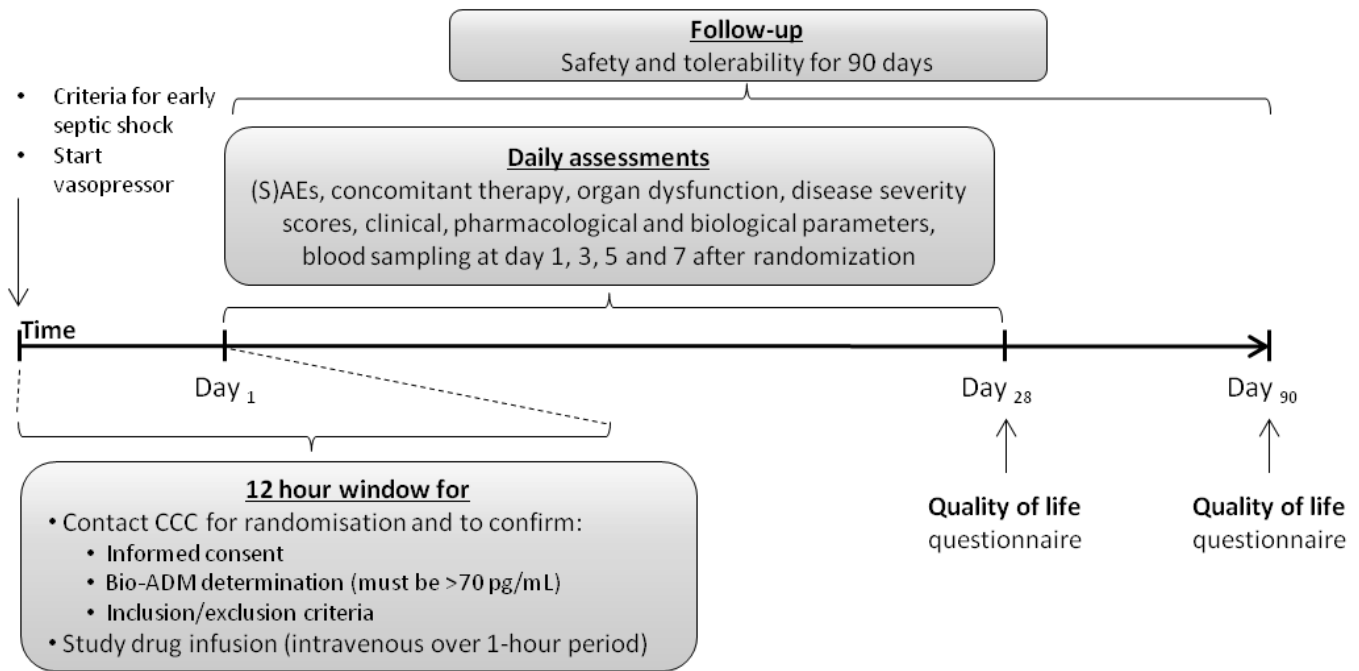 Follow-up
Safety and tolerability for 90 days
• Criteria for early
septic shock
• Start
vasopressor
Daily assessments
(S)AEs, concomitant therapy, organ dysfunction, disease severity
scores, clinical, pharmacological and biological parameters,
blood sampling at day 1, 3, 5 and 7 after randomization
Time
Day 1
Day 28
Day 90
12 hour window for
• Contact CCC for randomisation and to confirm:
• Informed consent
• Bio-ADM determination (must be >70 pg/mL)
• Inclusion/exclusion criteria
• Study drug infusion (intravenous over 1-hour period)
Quality of life
questionnaire
Quality of life
questionnaire